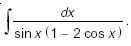 ∫ dx / (sin x (1 − 2 cos x)).